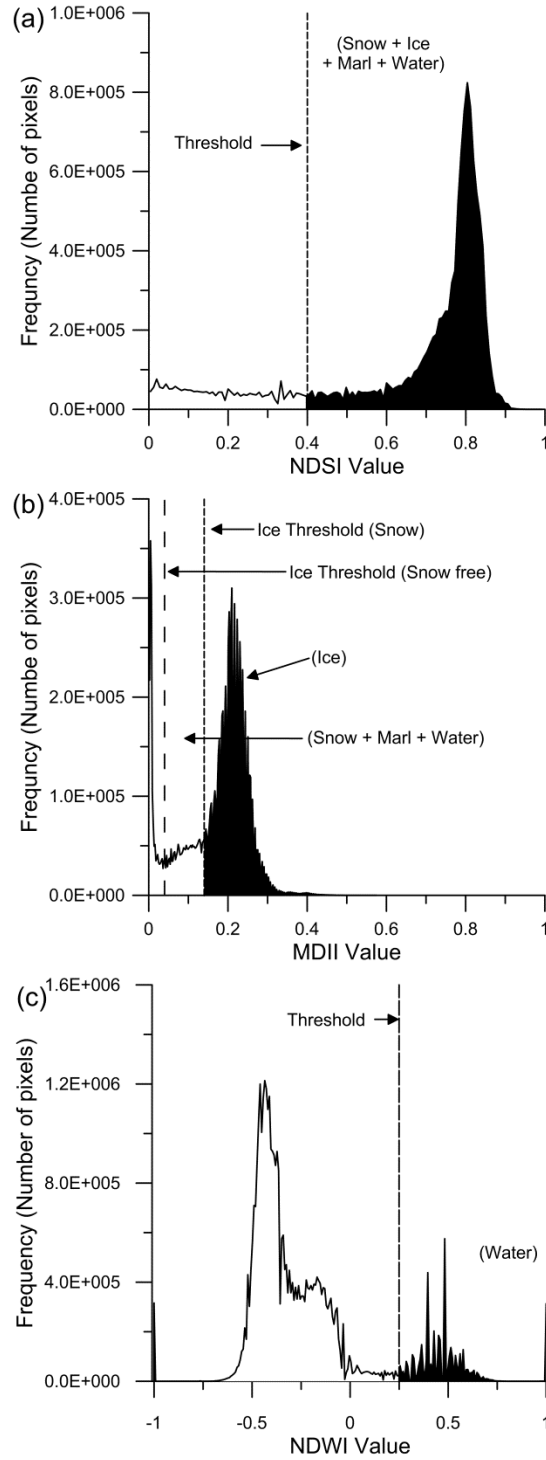 (a)
1.0E+006
8.0E+005
6.0E+005
4.0E+005
2.0E+005
0.0E+000
Frequncy (Numbe of pixels)
(Snow + Ice
+ Marl + Water)
Threshold
0 0.2 0.4 0.6 0.8 1
NDSI Value
(b)
4.0E+005
3.0E+005
2.0E+005
1.0E+005
0.0E+000
Frequncy (Numbe of pixels)
Ice Threshold (Snow)
Ice Threshold (Snow free)
(Ice)
(Snow + Marl + Water)
0 0.2 0.4 0.6 0.8 1
MDII Value
(c)
1.6E+006
1.2E+006
8.0E+005
4.0E+005
0.0E+000
Frequency (Number of pixels)
Threshold
(Water)
-1 -0.5 0 0.5 1
NDWI Value